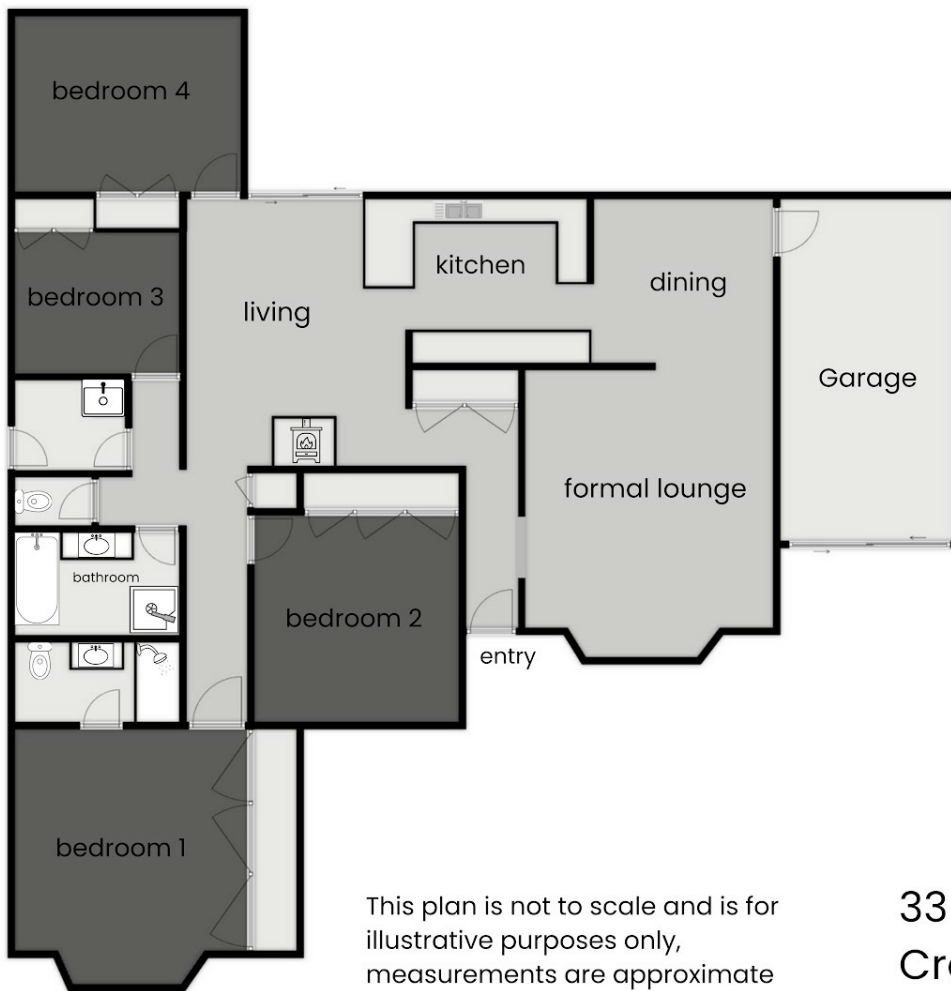 bedroom 4
bedroom 3
living
kitchen
dining
Garage
formal lounge
bathroom
bedroom 2
entry
bedroom 1
This plan is not to scale and is for
illustrative purposes only,
measurements are approximate
33